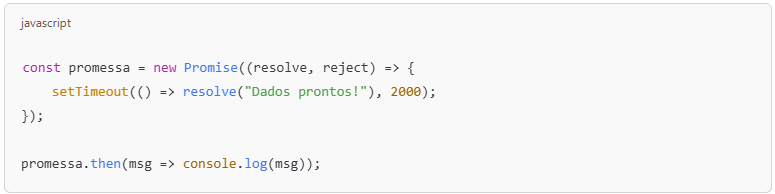 javascript
const promessa = new Promise((resolve, reject) => {
    setTimeout(() => resolve("Dados prontos!"), 2000);
});
promessa.then(msg => console.log(msg));